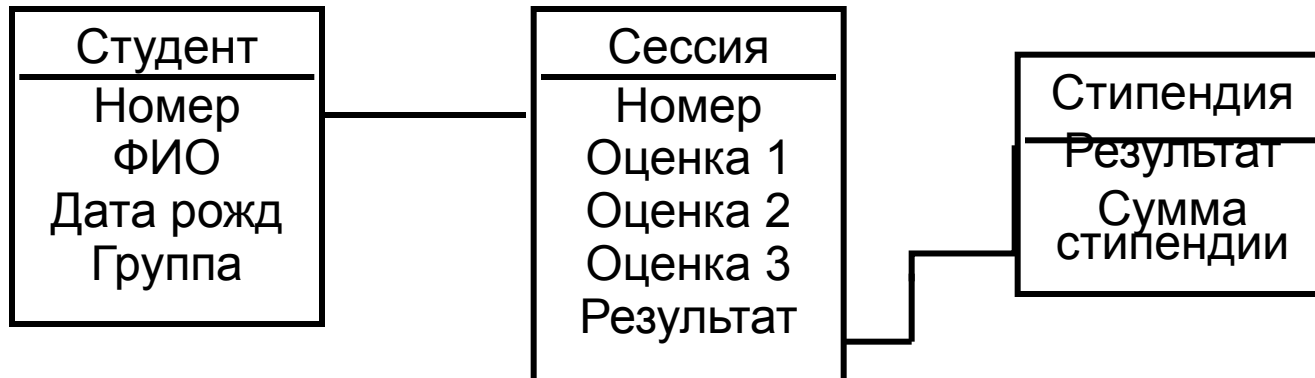 Студент
Номер
ФИО
Дата рожд
Группа
Сессия
Номер
Оценка 1
Оценка 2
Оценка 3
Результат
Стипендия
Результат
Сумма
стипендии